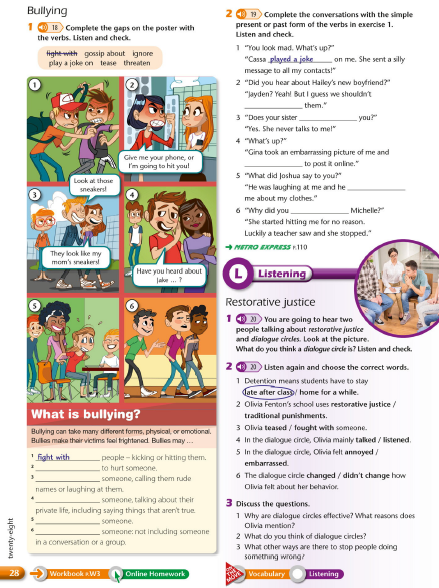 Bullying
1 18 Complete the gaps on the poster with
the verbs. Listen and check.
fight with gossip about ignore
play a joke on tease threaten
1
2
Give me your phone, or
I'm going to hit you!
Look at those
sneakers!
3
4
They look like my
mom's sneakers!
Have you heard about
Jake ... ?
5
6
What is bullying?
Bullying can take many different forms, physical, or emotional.
Bullies make their victims feel frightened. Bullies may ...
1 fight with people – kicking or hitting them.
2 ____________ to hurt someone.
3 ____________ someone, calling them rude
names or laughing at them.
4 ____________ someone, talking about their
private life, including saying things that aren't true.
5 ____________ someone.
6 ____________ someone: not including someone
in a conversation or a group.
twenty-eight
28
Workbook P.W3
Online Homework
2 19 Complete the conversations with the simple
present or past form of the verbs in exercise 1.
Listen and check.
1 "You look mad. What's up?"
"Cassa played a joke on me. She sent a silly
message to all my contacts!"
2 "Did you hear about Hailey's new boyfriend?"
"Jayden? Yeah! But I guess we shouldn't
____________ them."
3 "Does your sister ____________ you?"
"Yes. She never talks to me!"
4 "What's up?"
"Gina took an embarrassing picture of me and
____________ to post it online."
5 "What did Joshua say to you?"
"He was laughing at me and he ____________
me about my clothes."
6 "Why did you ____________ Michelle?"
"She started hitting me for no reason.
Luckily a teacher saw and she stopped."
METRO EXPRESS P.110
L Listening
Restorative justice
1 20 You are going to hear two
people talking about restorative justice
and dialogue circles. Look at the picture.
What do you think a dialogue circle is? Listen and check.
2 20 Listen again and choose the correct words.
1 Detention means students have to stay
late after class / home for a while.
2 Olivia Fenton's school uses restorative justice /
traditional punishments.
3 Olivia teased / fought with someone.
4 In the dialogue circle, Olivia mainly talked / listened.
5 In the dialogue circle, Olivia felt annoyed /
embarrassed.
6 The dialogue circle changed / didn't change how
Olivia felt about her behavior.
3 Discuss the questions.
1 Why are dialogue circles effective? What reasons does
Olivia mention?
2 What do you think of dialogue circles?
3 What other ways are there to stop people doing
something wrong?
Vocabulary
Listening